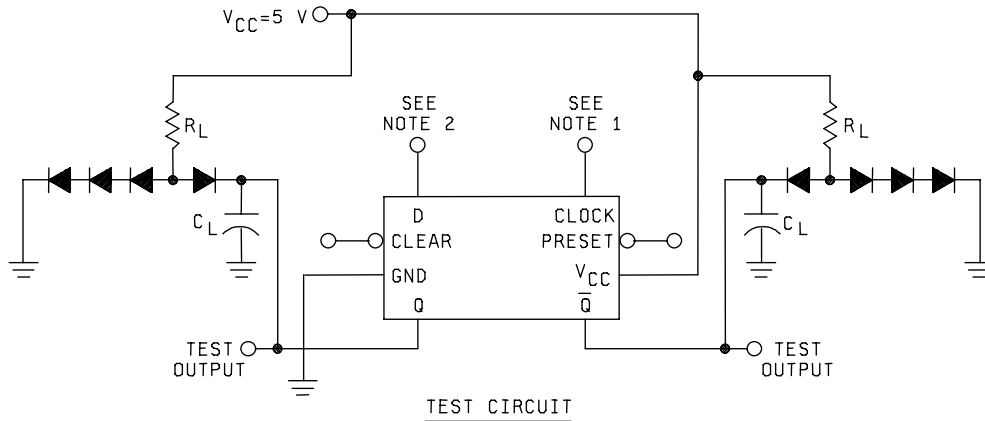 VCC=5 V
SEE
NOTE 2
SEE
NOTE 1
RL
RL
CL
CL
D
CLOCK
CLEAR
PRESET
GND
VCC
Q
Q̅
TEST
OUTPUT
TEST
OUTPUT
TEST CIRCUIT